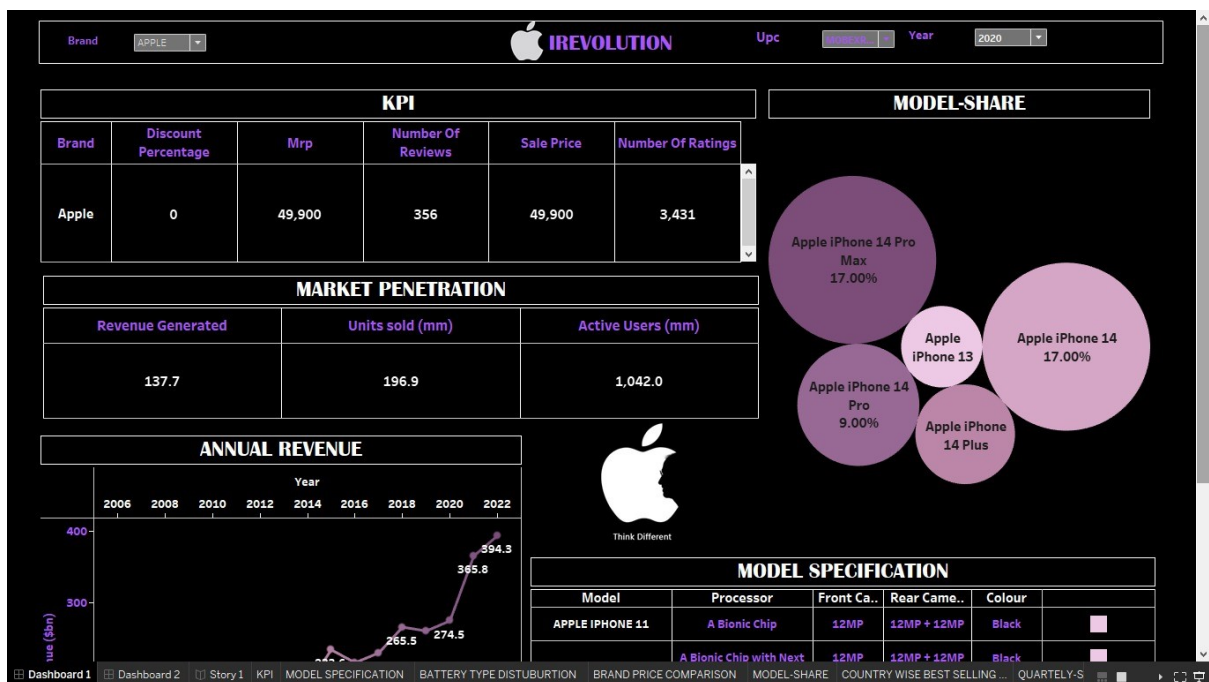 Brand
APPLE
IREVOLUTION
Upc
Year
2020
KPI
Brand
Discount
Percentage
Mrp
Number Of
Reviews
Sale Price
Number Of Ratings
Apple
0
49,900
356
49,900
3,431
MODEL-SHARE
Apple iPhone 14 Pro
Max
17.00%
Apple
iPhone 13
Apple iPhone 14
17.00%
Apple iPhone 14
Pro
9.00%
Apple iPhone
14 Plus
MARKET PENETRATION
Revenue Generated
Units sold (mm)
Active Users (mm)
137.7
196.9
1,042.0
ANNUAL REVENUE
Year
2006 2008 2010 2012 2014 2016 2018 2020 2022
400
300
394.3
365.8
274.5
265.5
($bn)
Think Different
MODEL SPECIFICATION
Model Processor Front Ca.. Rear Came.. Colour
APPLE IPHONE 11 A Bionic Chip 12MP 12MP + 12MP Black
A Bionic Chip with Next 12MP 12MP + 12MP Black
Dashboard 1 Dashboard 2 Story 1 KPI MODEL SPECIFICATION BATTERY TYPE DISTUBURTION BRAND PRICE COMPARISON MODEL-SHARE COUNTRY WISE BEST SELLING ... QUARTELY-S